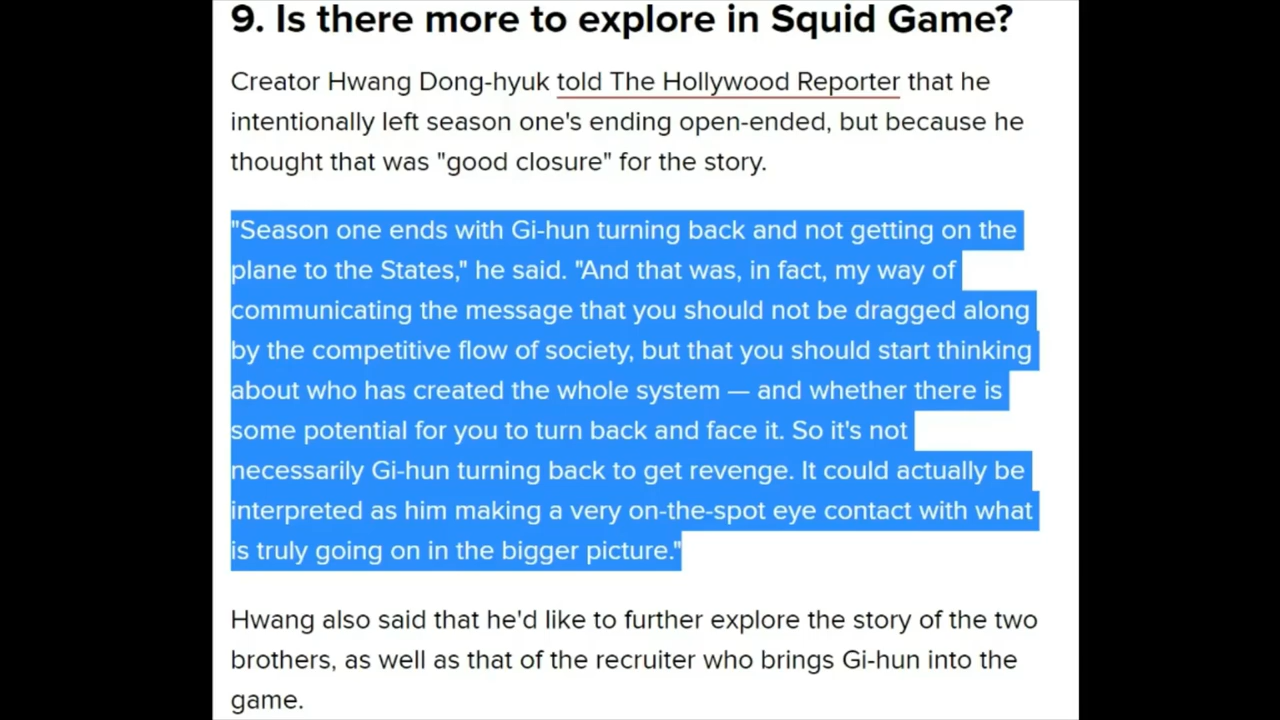 9. Is there more to explore in Squid Game?
Creator Hwang Dong-hyuk told The Hollywood Reporter that he
intentionally left season one's ending open-ended, but because he
thought that was "good closure" for the story.
"Season one ends with Gi-hun turning back and not getting on the
plane to the States," he said. "And that was, in fact, my way of
communicating the message that you should not be dragged along
by the competitive flow of society, but that you should start thinking
about who has created the whole system — and whether there is
some potential for you to turn back and face it. So it's not
necessarily Gi-hun turning back to get revenge. It could actually be
interpreted as him making a very on-the-spot eye contact with what
is truly going on in the bigger picture."
Hwang also said that he'd like to further explore the story of the two
brothers, as well as that of the recruiter who brings Gi-hun into the
game.